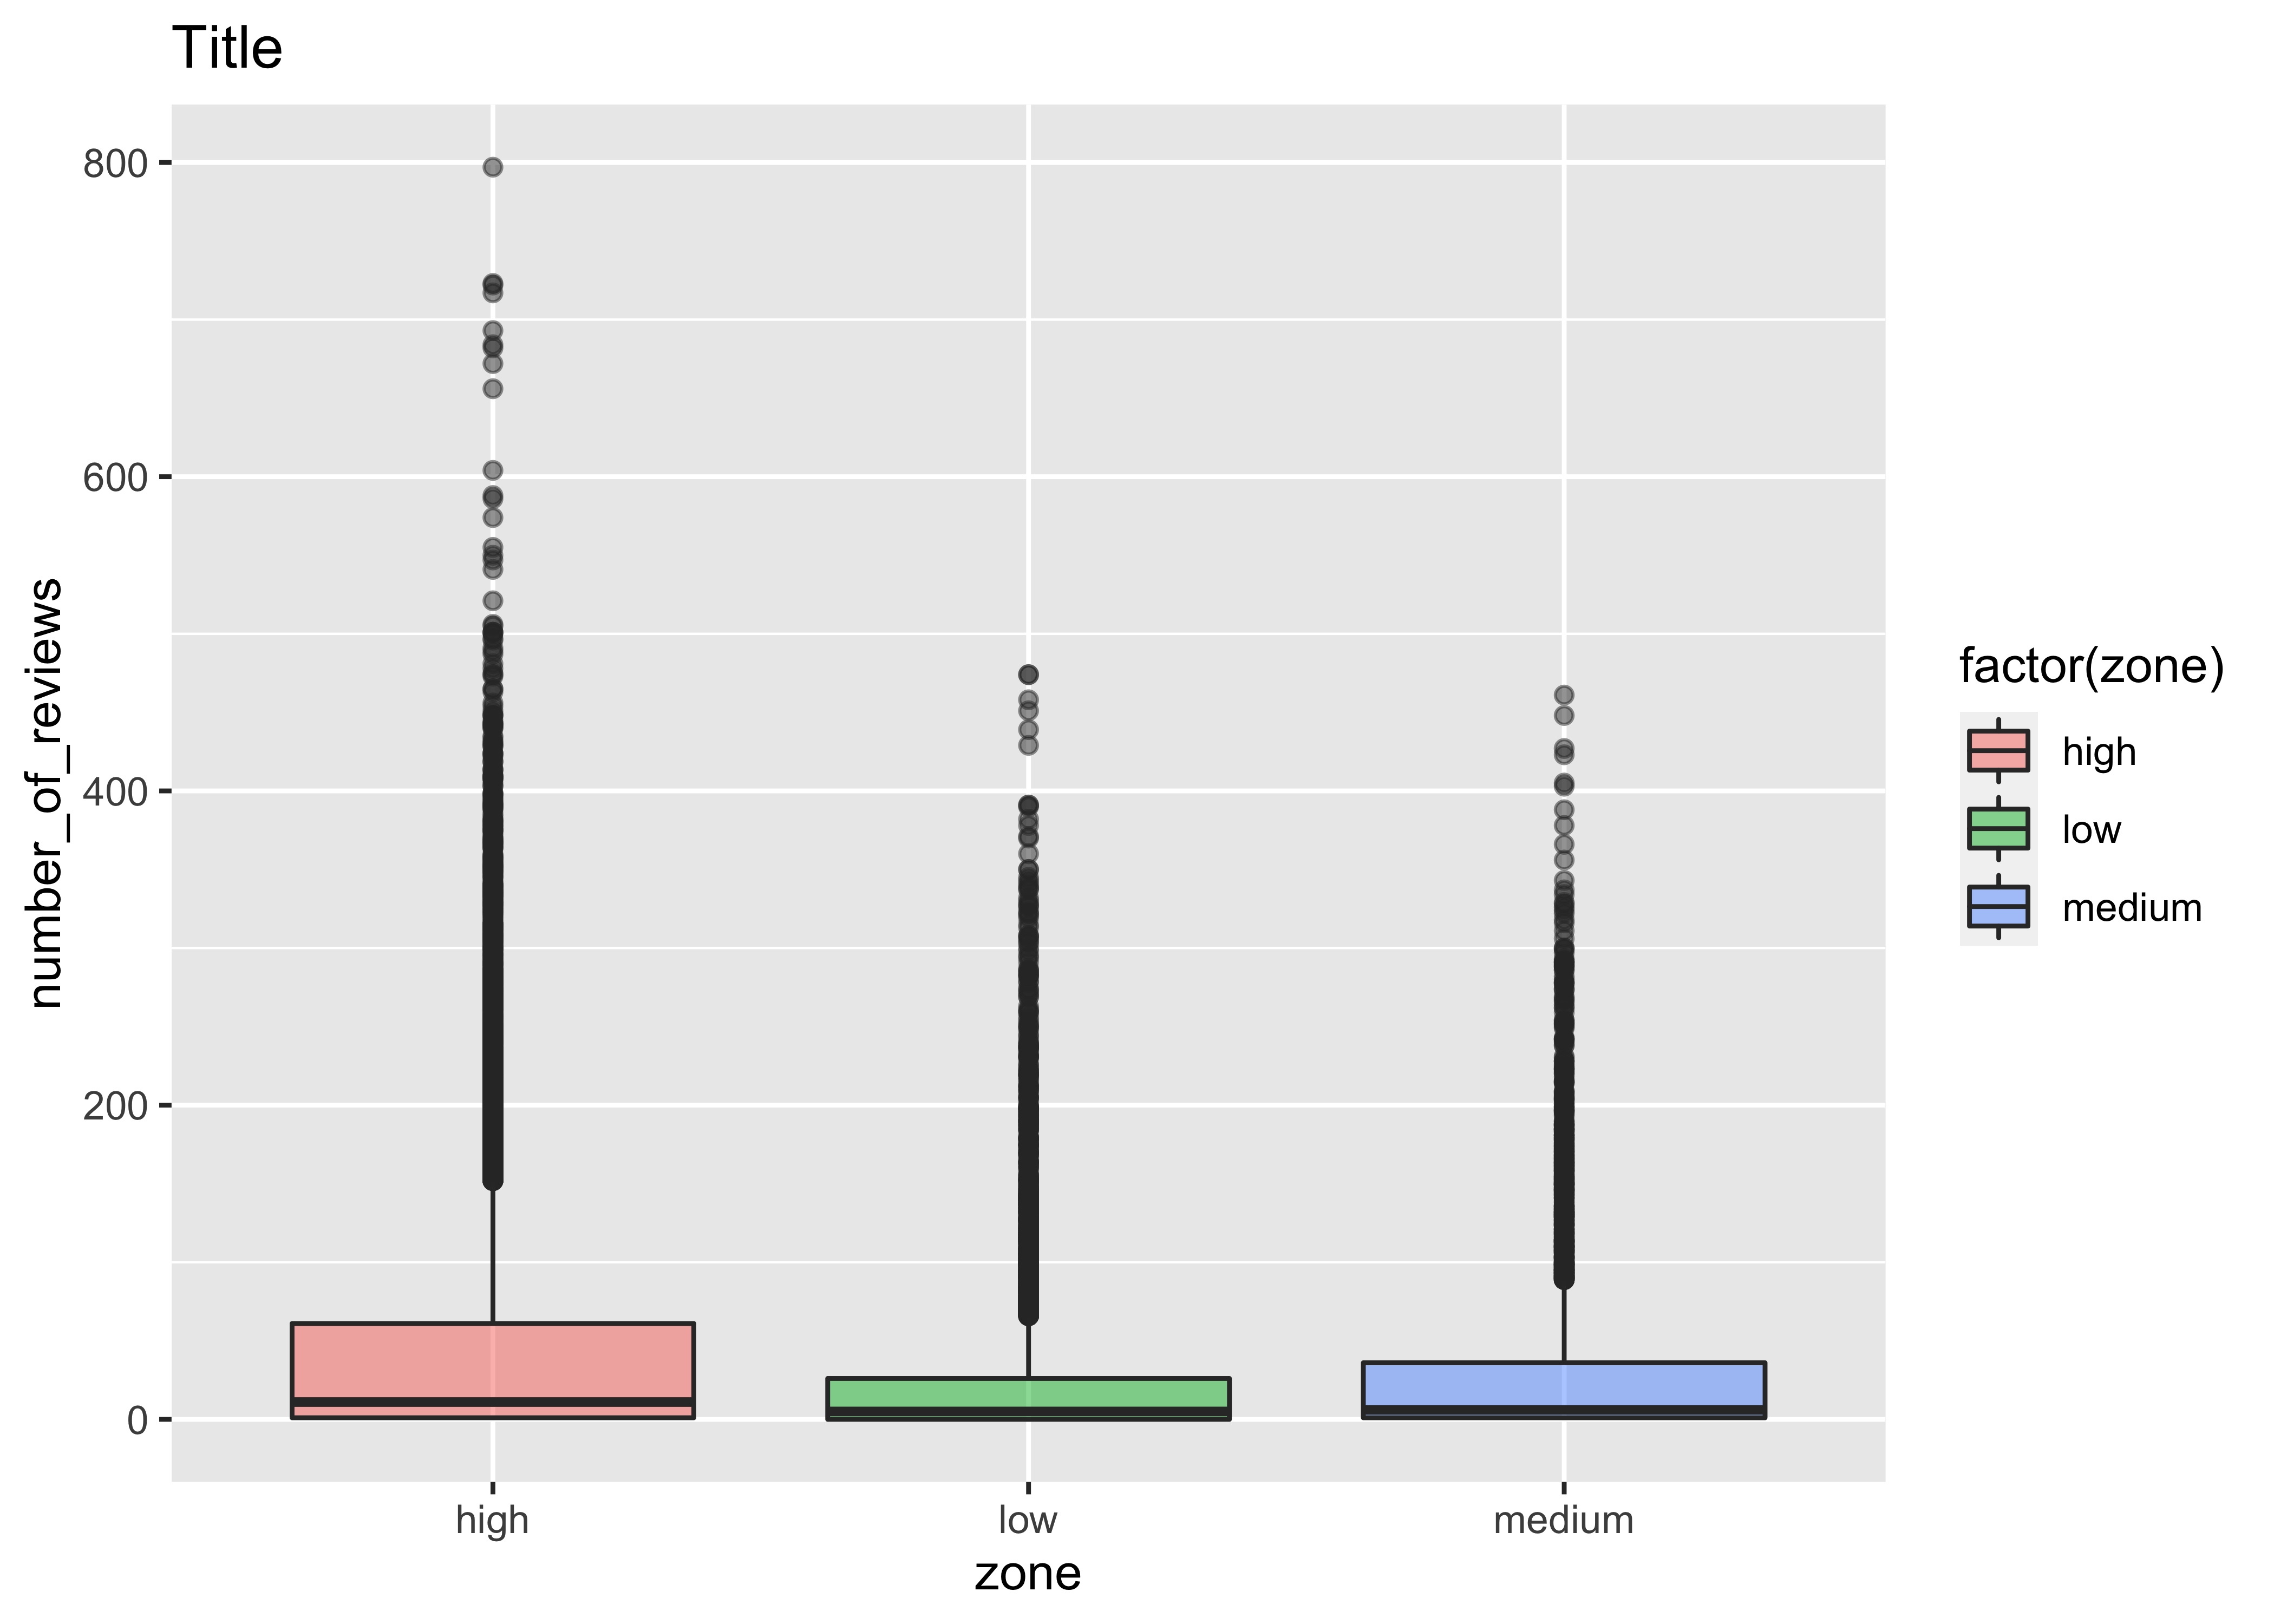 Title
800
600
400
200
0
number_of_reviews
high
low
medium
zone
factor(zone)
high
low
medium